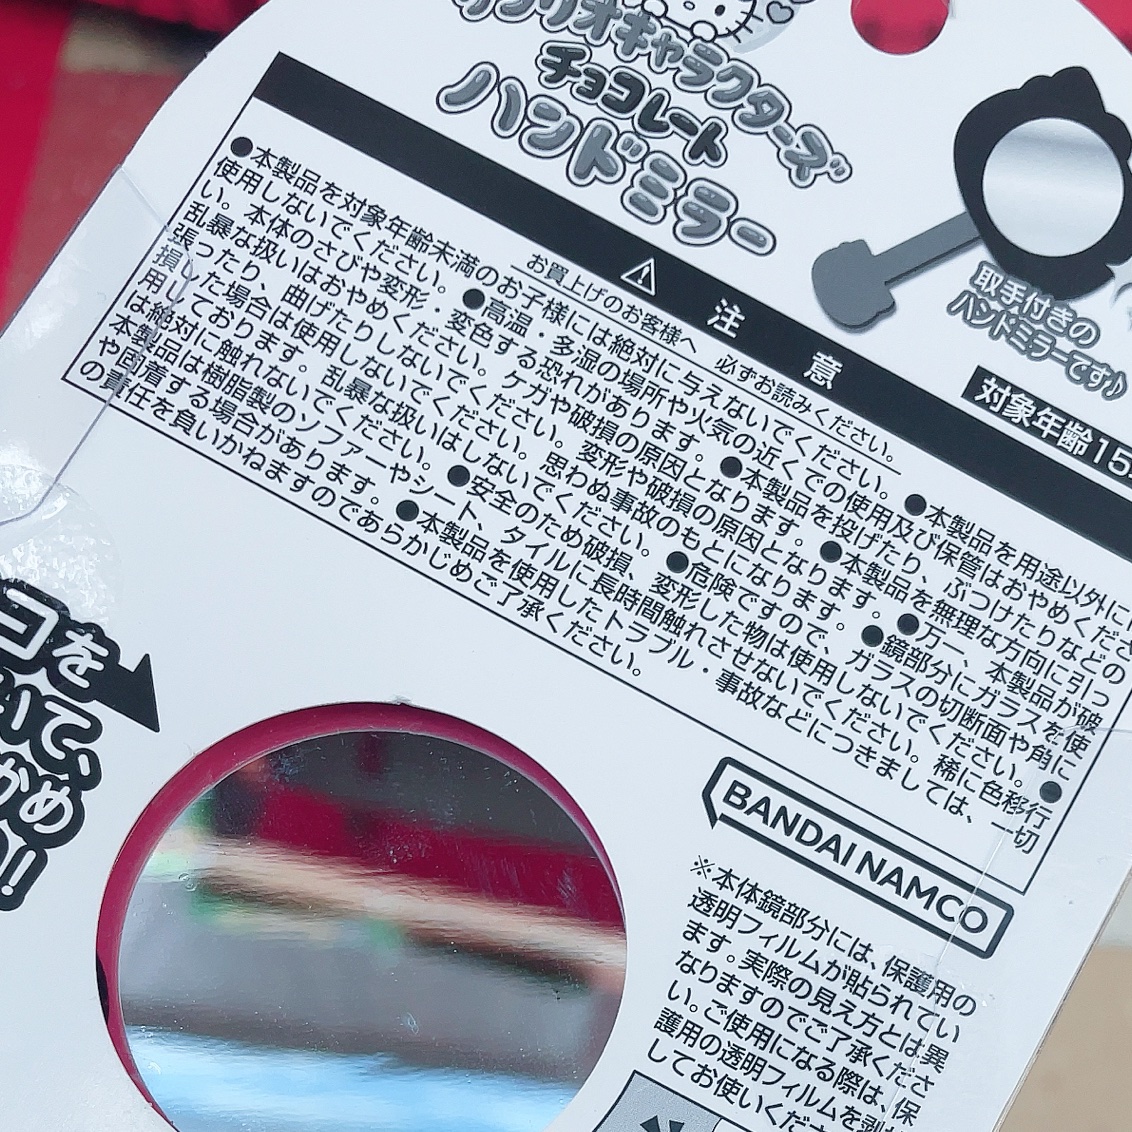 サンリオキャラクターズ
チョコレート
ハンドミラー
取手付きの
ハンドミラーです♪
対象年齢15
⚠ 注意
お買上げのお客様へ 必ずお読みください。
●本製品を対象年齢未満のお子様には絶対に与えないでください。●本製品を用途以外に
使用しないでください。●高温・多湿の場所や火気の近くでの使用及び保管はおやめくださ
い。本体のさびや変形・変色する恐れがあります。●本製品を投げたり、ぶつけたりなどの
乱暴な扱いはおやめください。ケガや破損の原因となります。●本製品を無理な方向に引っ
張ったり、曲げたりしないでください。変形や破損の原因となります。●万一、本製品が破
損した場合は使用しないでください。思わぬ事故のもとになります。●鏡部分にガラスを使
用しております。乱暴な扱いはしないでください。●危険ですので、ガラスの切断面や角に
は絶対に触れないでください。●安全のため破損、変形した物は使用しないでください。●
本製品は樹脂製のソファーやシート、タイルに長時間触れさせないでください。稀に色移行
や固着する場合があります。●本製品を使用したトラブル・事故などにつきましては、一切
の責任を負いかねますのであらかじめご了承ください。
BANDAI NAMCO
※本体鏡部分には、保護用の
透明フィルムが貼られてい
ます。実際の見え方とは異
なりますのでご了承くださ
い。ご使用になる際は、保
護用の透明フィルムを剥
してお使いくださ
コを
て、
かめ
!!